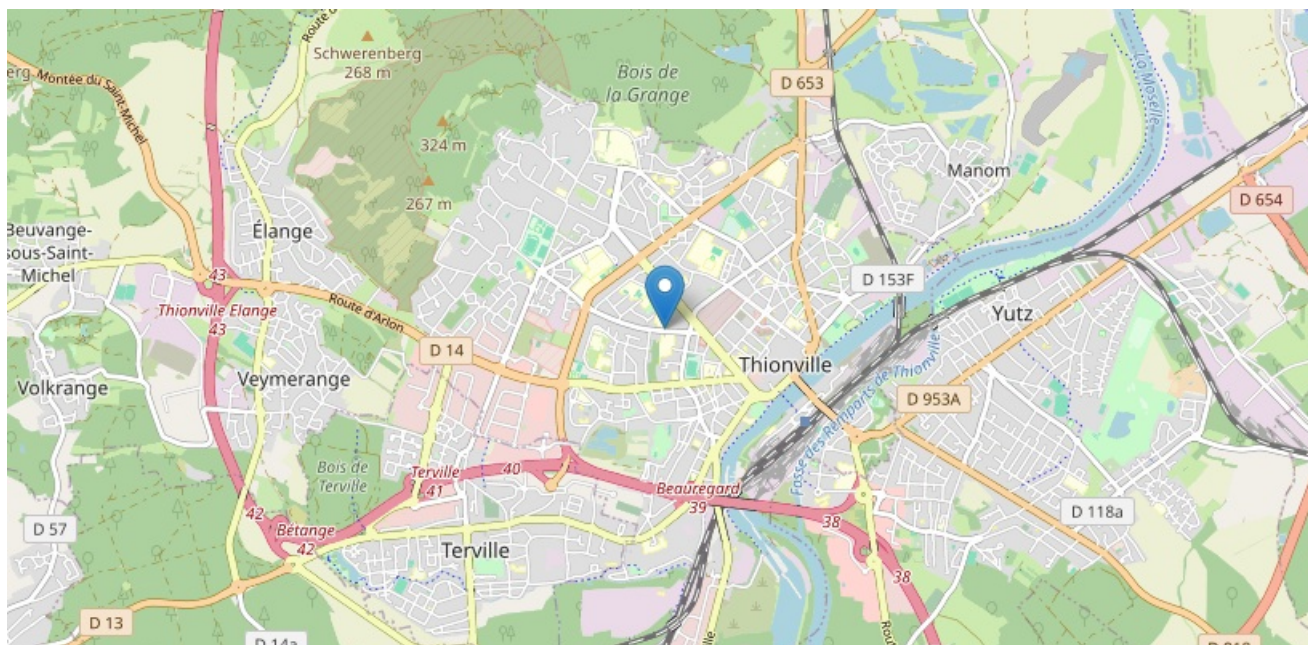 Schwerenberg
268 m
Route d'
Montée du Saint-Michel
Bois de
la Grange
D 653
La Moselle
324 m
267 m
Manom
D 654
Beuvange-
sous-Saint-
Michel
Élange
43
Thionville Elange
43
Route d'Arlon
D 153F
Yutz
D 14
Thionville
Volkrange
Veymerange
D 953A
Fosse des Remparts de Thionville
Bois de
Terville
Terville
41
40
Beauregard
39
38
38
42
Bétange
42
D 57
Terville
D 118a
D 13
D 14a